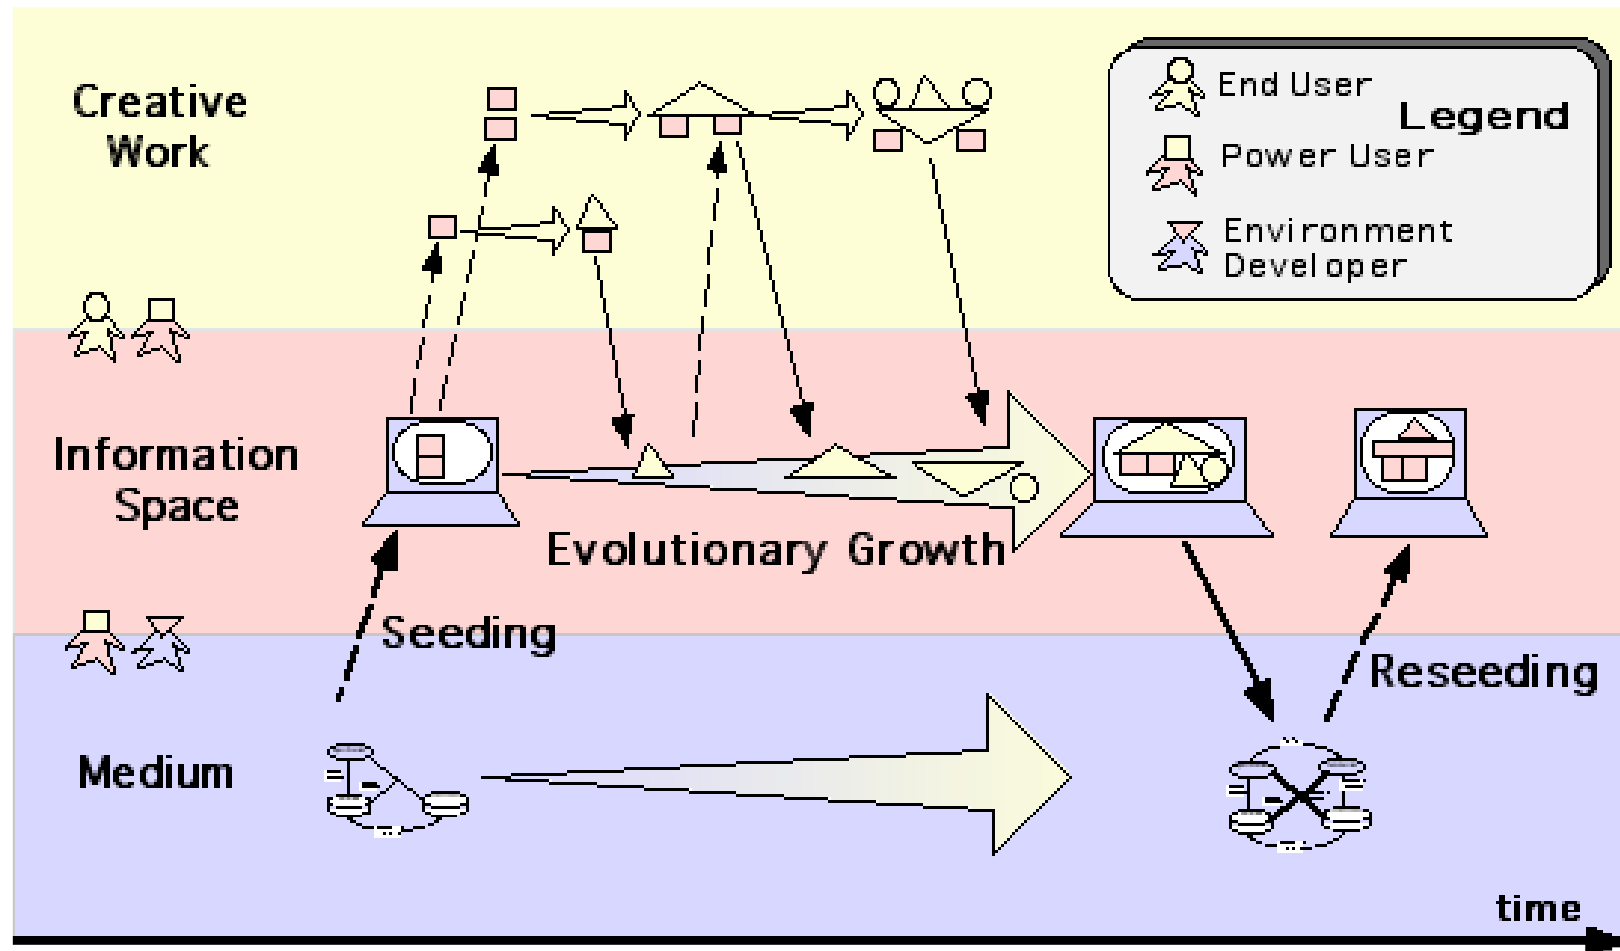 Creative
Work
End User
Legend
Power User
Environment
Developer
Information
Space
Evolutionary Growth
Seeding
Reseeding
Medium
time